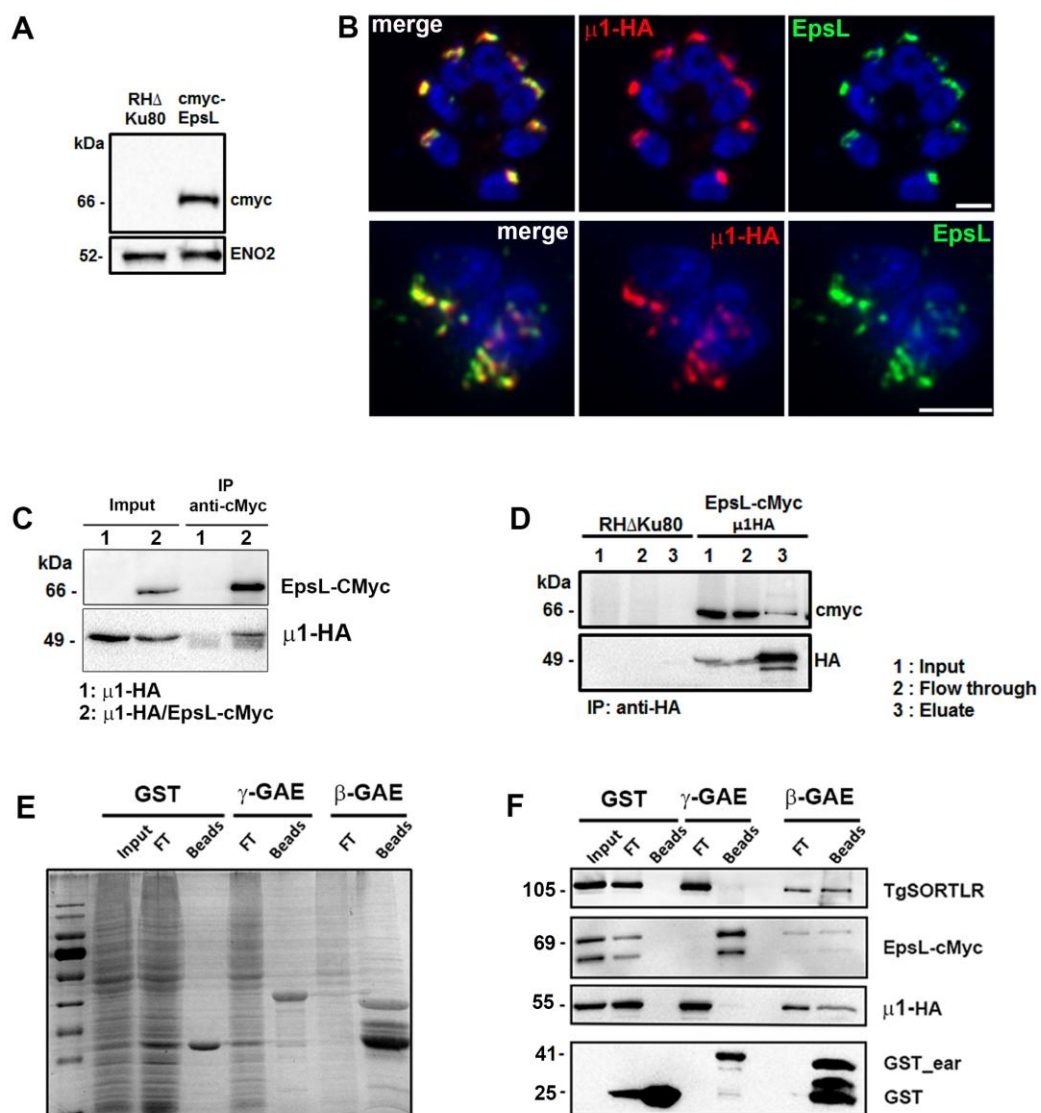 A
RHΔ Ku80
cmyc- EpsL
kDa
66 -
cmyc
52-
ENO2
B
merge
μ1-HA
EpsL
merge
μ1-HA
EpsL
C
Imput
IP anti-cMyc
1 2 1 2
kDa
66 -
EpsL-CMyc
49 -
μ1-HA
1: μ1-HA
2: μ1-HA/EpsL-cMyc
D
RHΔKu80
EpsL-cMyc μ1HA
1 2 3 1 2 3
kDa
66 -
cmyc
49 -
HA
IP: anti-HA
1 : Input
2 : Flow through
3 : Eluate
E
GST γ-GAE β-GAE
Input FT Beads FT Beads FT Beads
F
GST γ-GAE β-GAE
Input FT Beads FT Beads FT Beads
105 -
TgSORTLR
69 -
EpsL-cMyc
55 -
μ1-HA
41-
GST_ear
25 -
GST